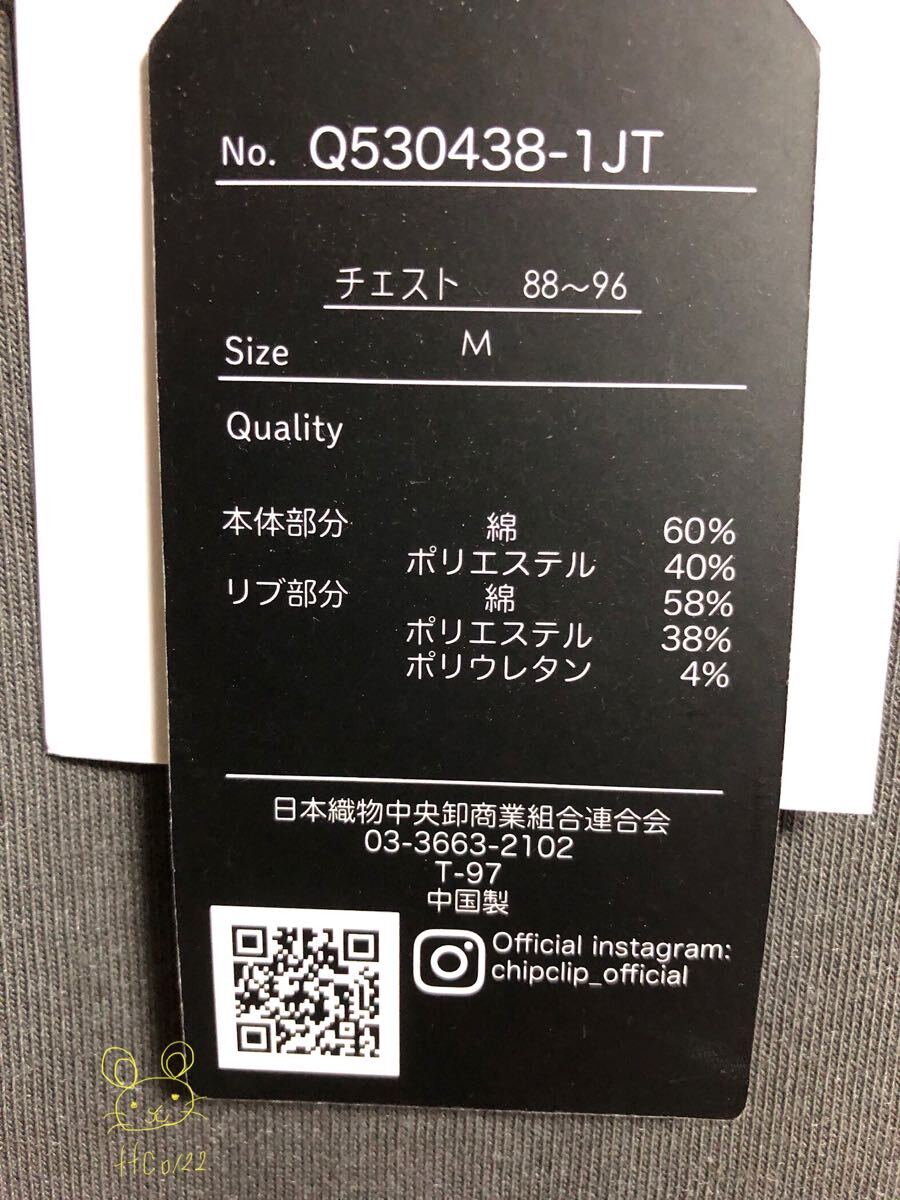 No. Q530438-1JT
チェスト 88～96
Size M
Quality
本体部分 綿 60%
ポリエステル 40%
リブ部分 綿 58%
ポリエステル 38%
ポリウレタン 4%
日本織物中央卸商業組合連合会
03-3663-2102
T-97
中国製
Official instagram:
chipclip_official
HCo122